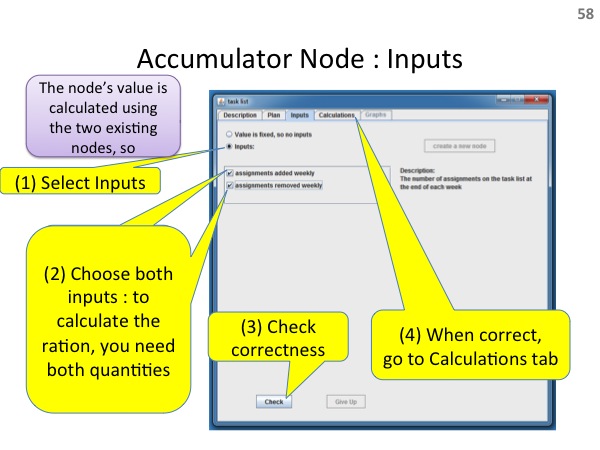 58
Accumulator Node : Inputs
The node's value is
calculated using
the two existing
nodes, so
(1) Select Inputs
(2) Choose both
inputs : to
calculate the
ration, you need
both quantities
(3) Check
correctness
(4) When correct,
go to Calculations tab
task list
Description Plan Inputs Calculations Graphs
Value is fixed, so no inputs
Inputs:
create a new node
assignments added weekly
assignments removed weekly
Description:
The number of assignments on the task list at
the end of each week
Check Give Up